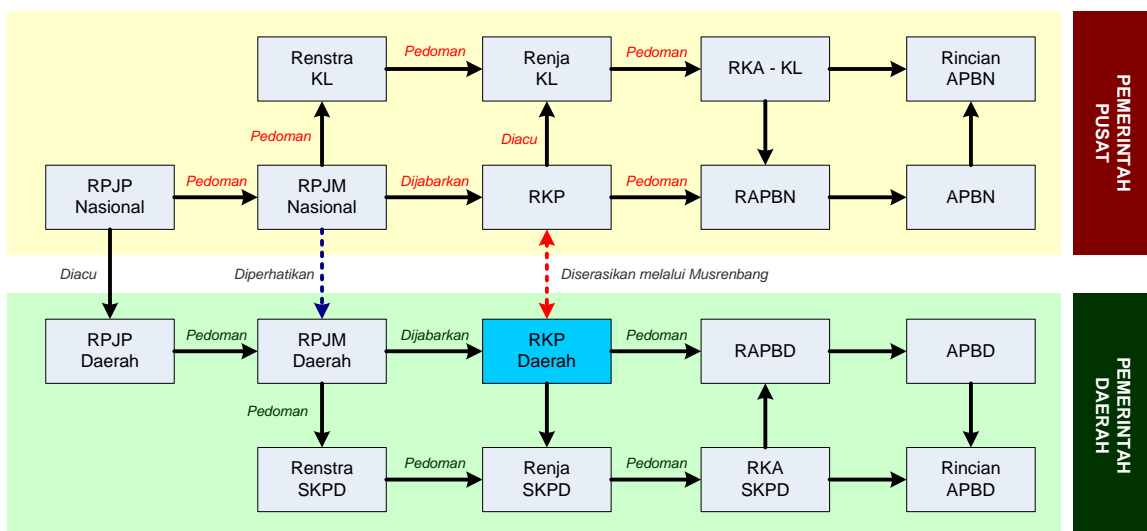 Renstra
KL
Pedoman
Renja
KL
Pedoman
RKA - KL
Rincian
APBN
Pedoman
Diacu
RPJP
Nasional
Pedoman
RPJM
Nasional
Dijabarkan
RKP
Pedoman
RAPBN
APBN
PEMERINTAH
PUSAT
Diacu
Diperhatikan
Diserasikan melalui Musrenbang
RPJP
Daerah
Pedoman
RPJM
Daerah
Dijabarkan
RKP
Daerah
Pedoman
RAPBD
APBD
Pedoman
Renstra
SKPD
Pedoman
Renja
SKPD
Pedoman
RKA
SKPD
Rincian
APBD
PEMERINTAH
DAERAH